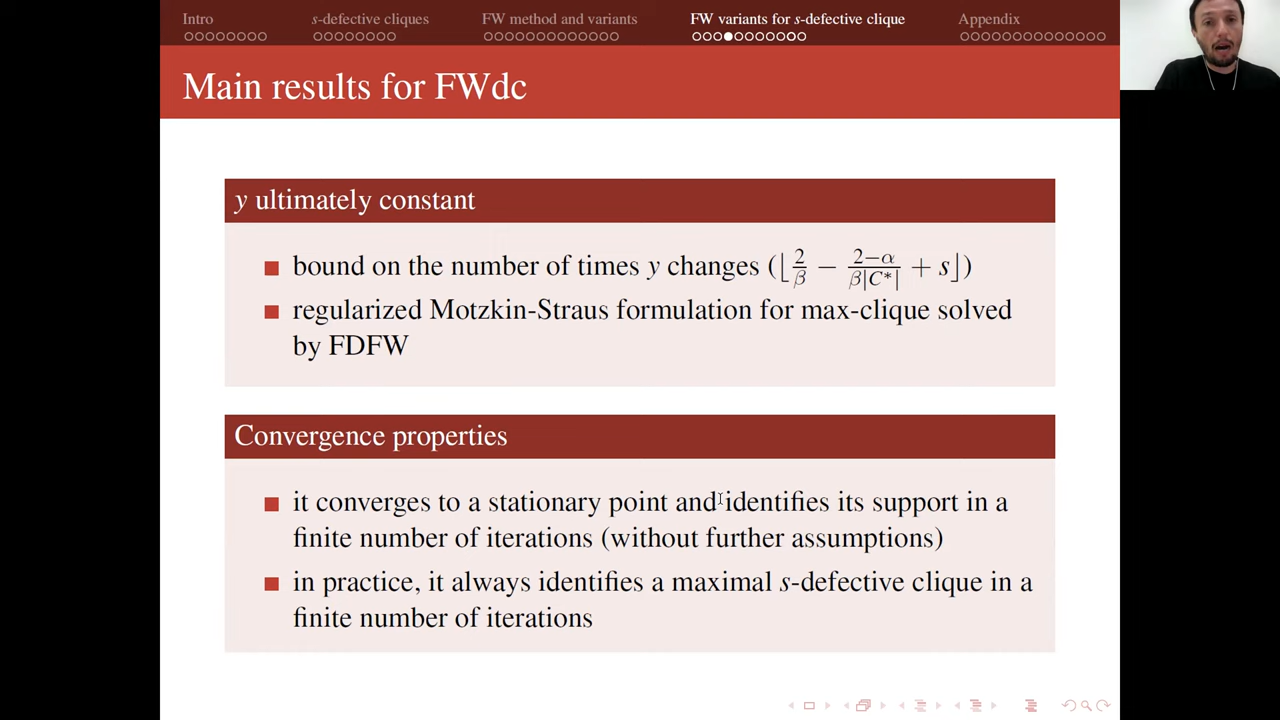 Intro s-defective cliques FW method and variants FW variants for s-defective clique Appendix
Main results for FWdc
y ultimately constant
bound on the number of times y changes (⌊2/β − (2−α)/(β|C*|) + s⌋)
regularized Motzkin-Straus formulation for max-clique solved
by FDFW
Convergence properties
it converges to a stationary point and identifies its support in a
finite number of iterations (without further assumptions)
in practice, it always identifies a maximal s-defective clique in a
finite number of iterations